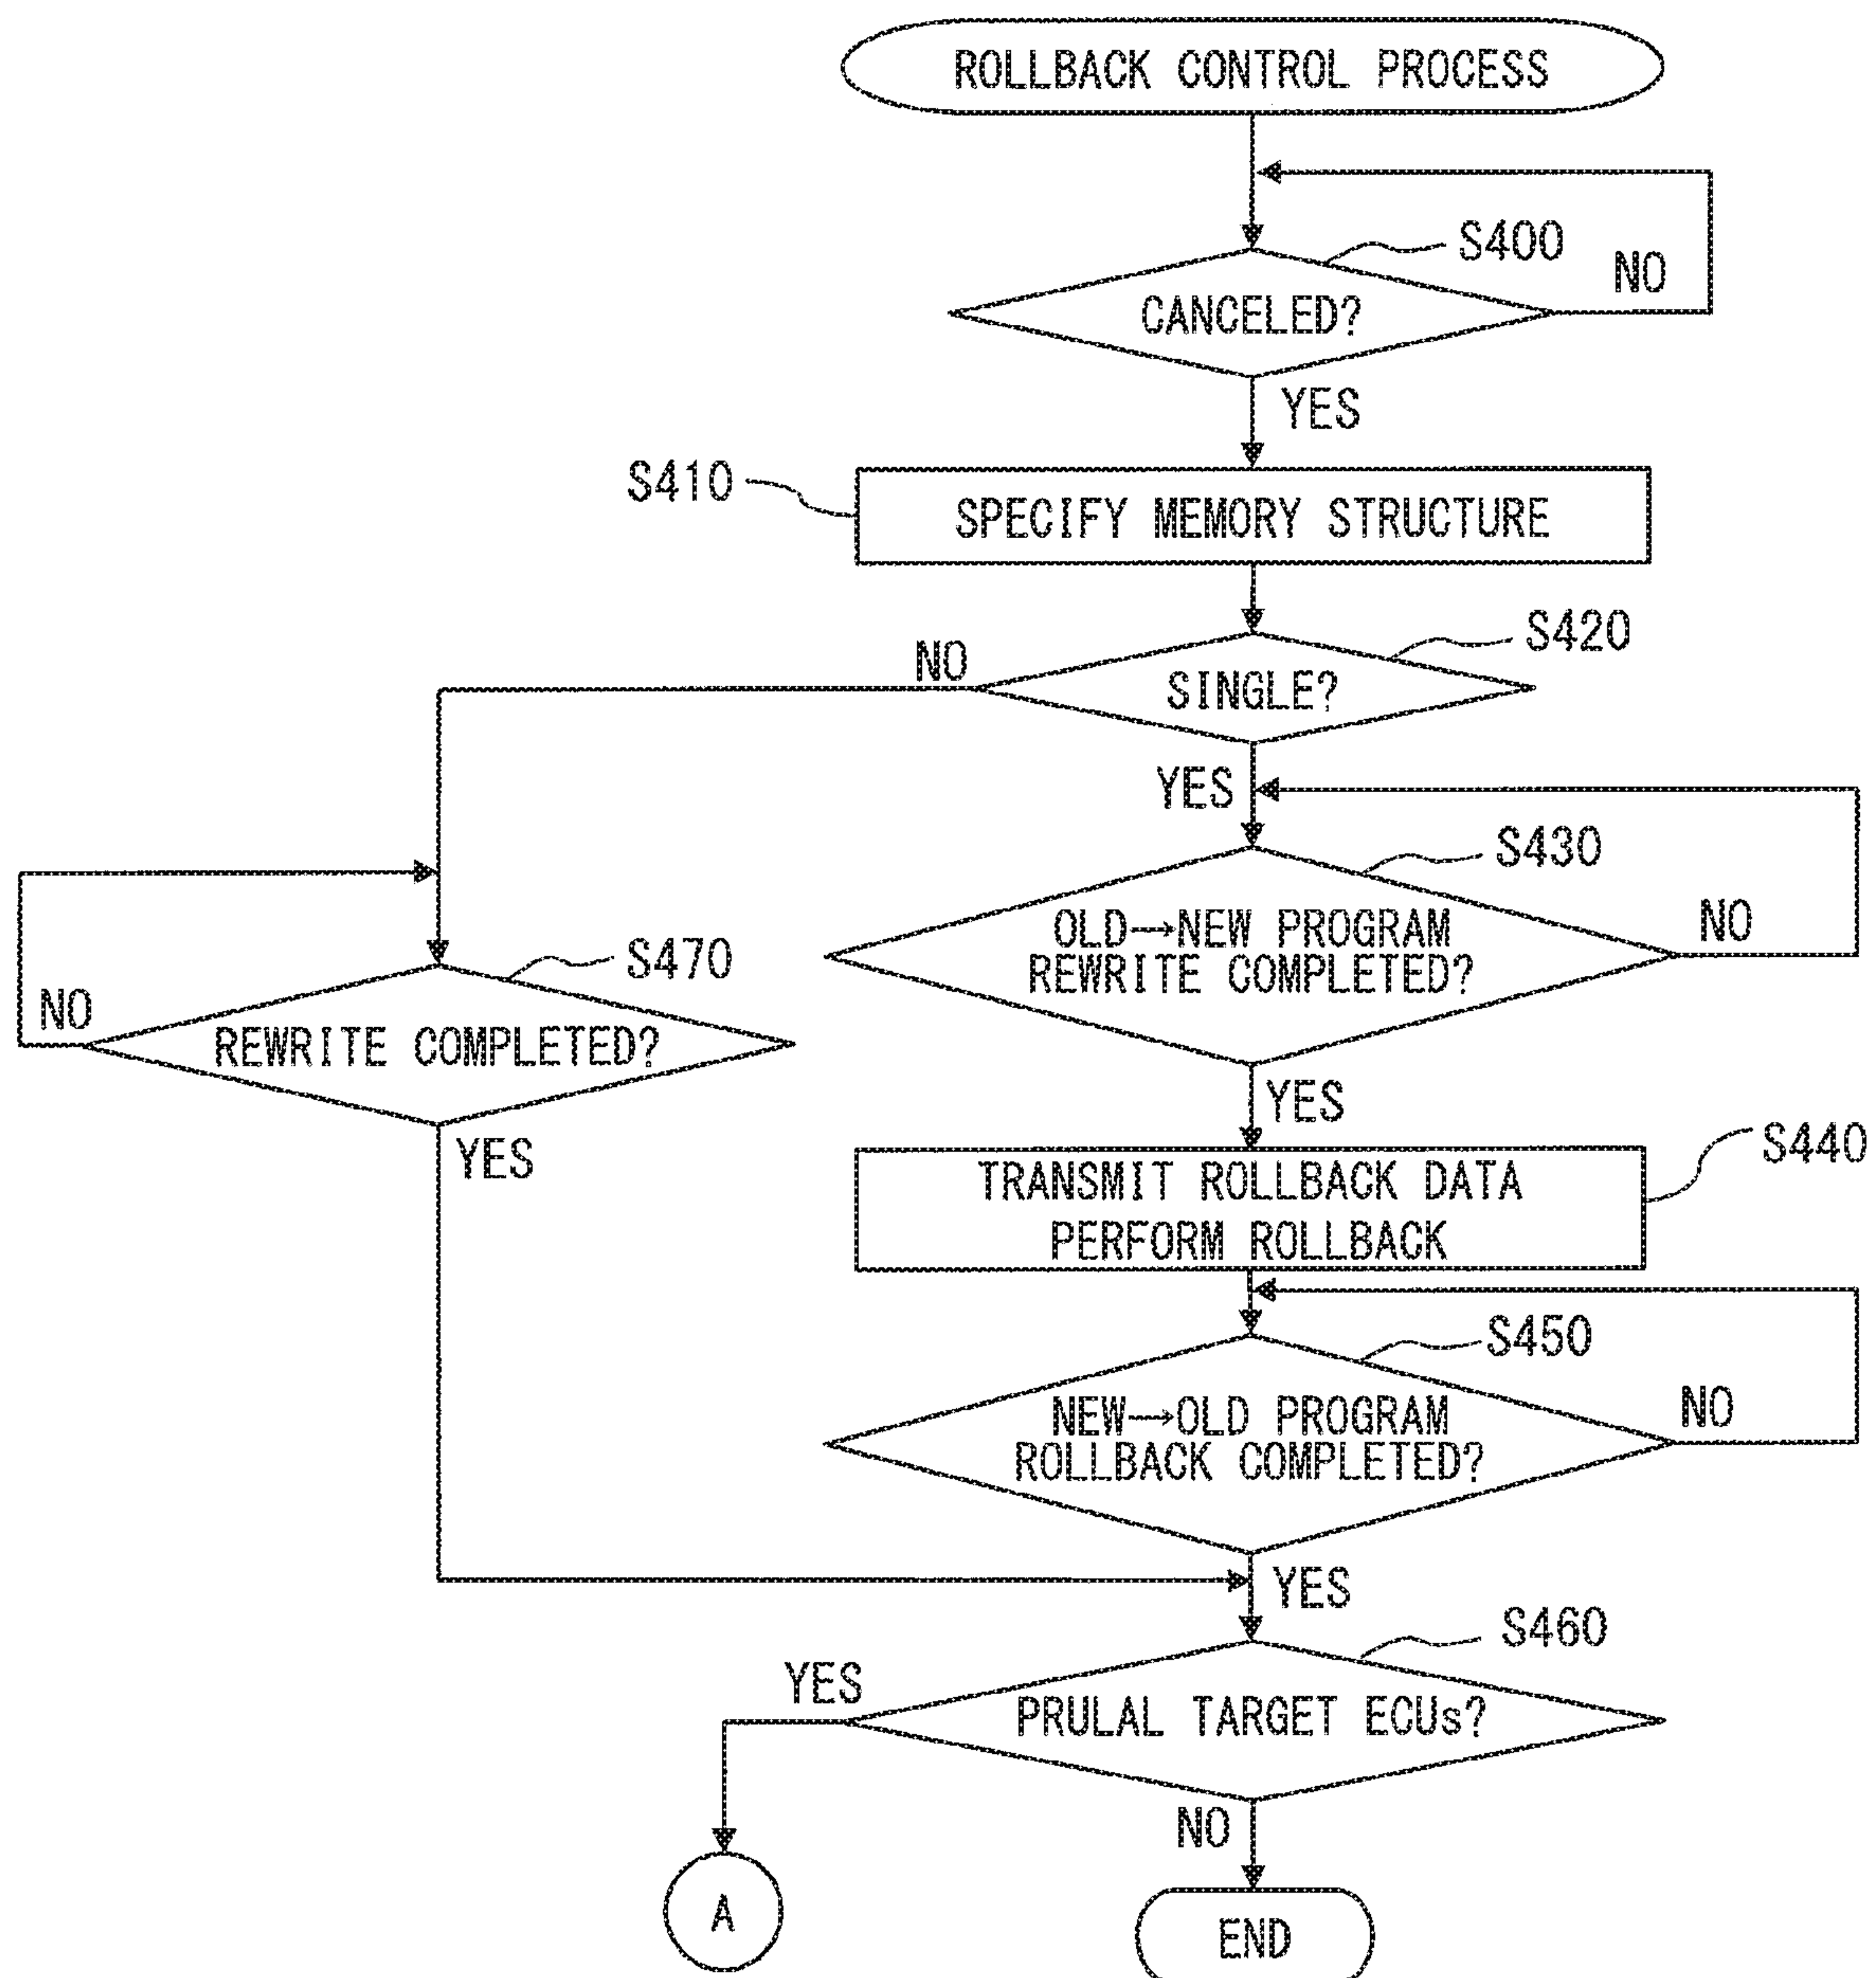 ROLLBACK CONTROL PROCESS
S400
NO
CANCELED?
YES
S410
SPECIFY MEMORY STRUCTURE
S420
NO
SINGLE?
YES
S430
OLD→NEW PROGRAM
REWRITE COMPLETED?
NO
S470
NO
REWRITE COMPLETED?
YES
YES
S440
TRANSMIT ROLLBACK DATA
PERFORM ROLLBACK
S450
NEW→OLD PROGRAM
ROLLBACK COMPLETED?
NO
YES
S460
YES
PRULAL TARGET ECUs?
NO
A
END